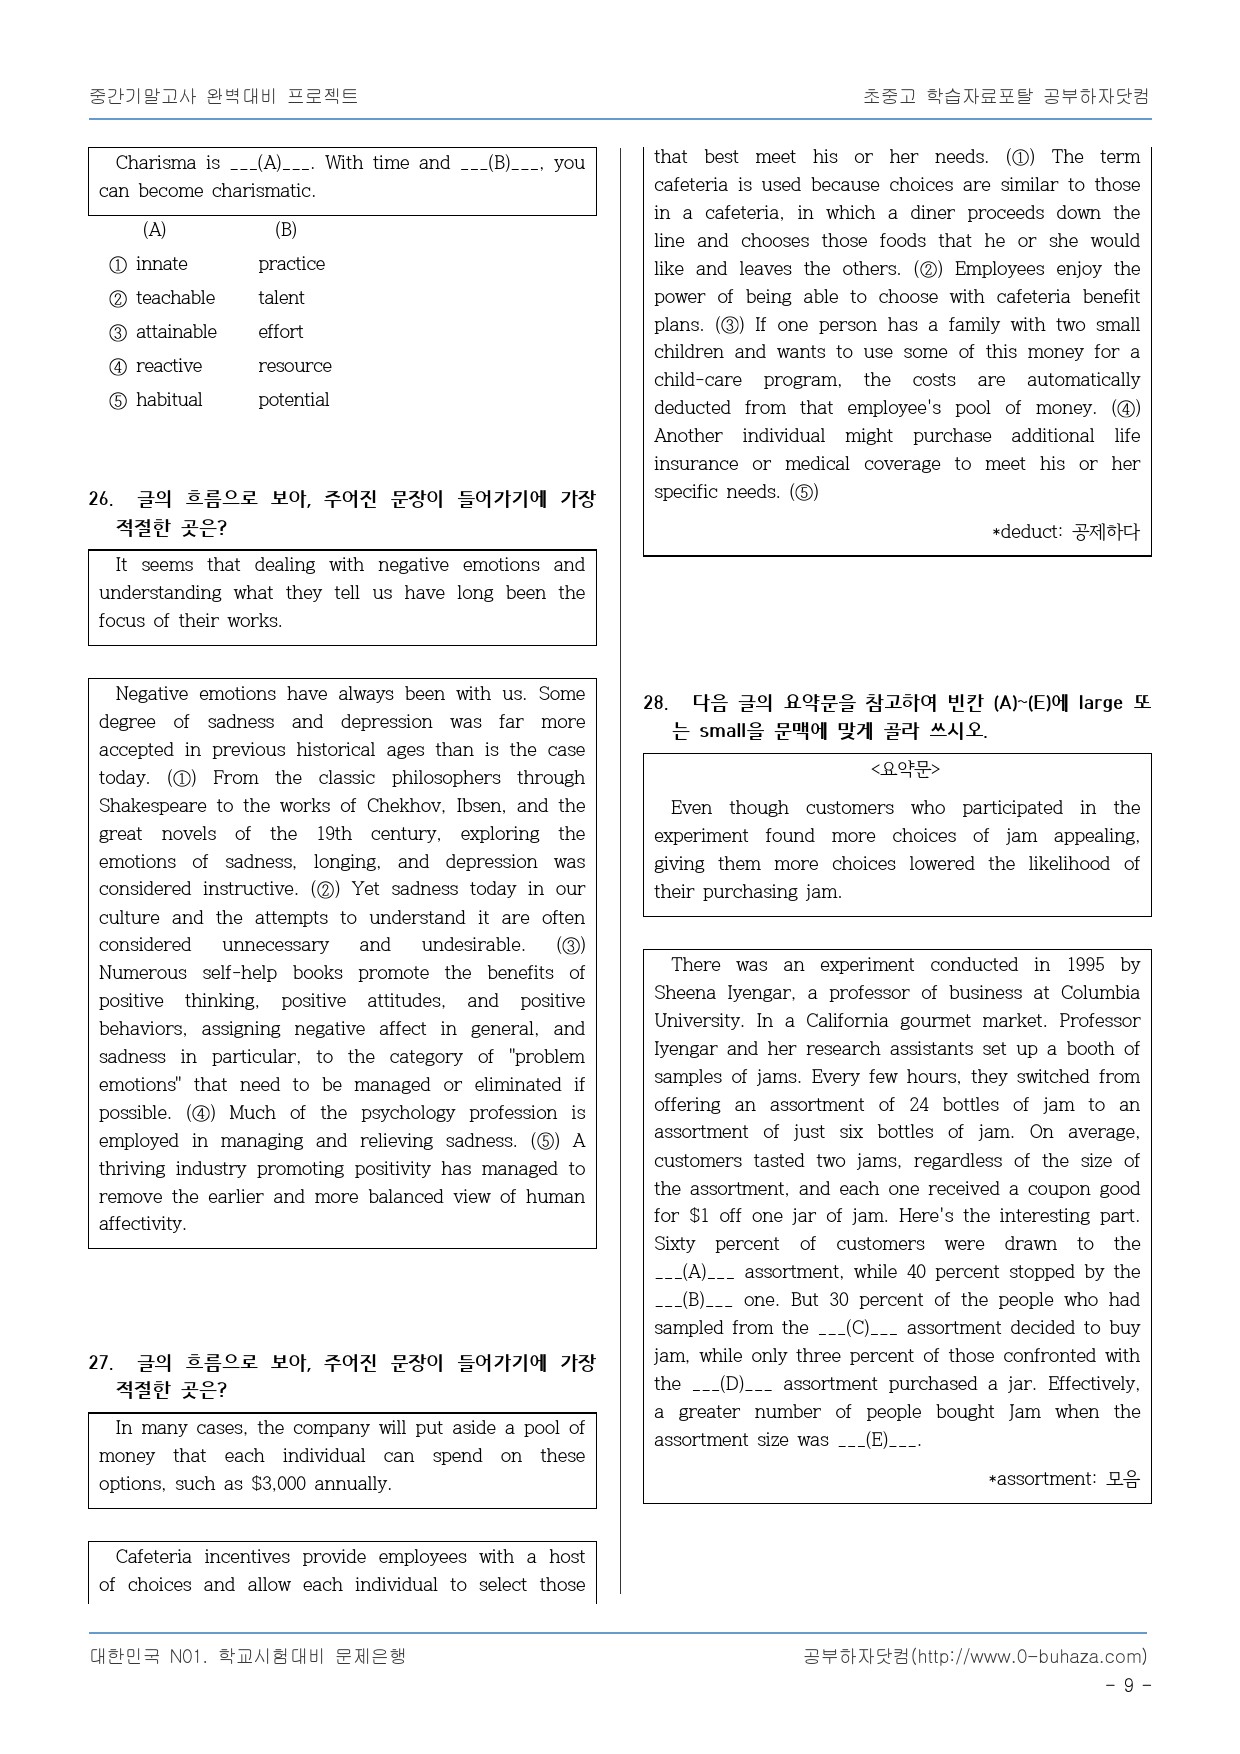 중간기말고사 완벽대비 프로젝트
초중고 학습자료포탈 공부하자닷컴
Charisma is ___(A)___. With time and ___(B)___, you
can become charismatic.
(A) (B)
① innate practice
② teachable talent
③ attainable effort
④ reactive resource
⑤ habitual potential
26. 글의 흐름으로 보아, 주어진 문장이 들어가기에 가장
적절한 곳은?
It seems that dealing with negative emotions and
understanding what they tell us have long been the
focus of their works.
Negative emotions have always been with us. Some
degree of sadness and depression was far more
accepted in previous historical ages than is the case
today. (①) From the classic philosophers through
Shakespeare to the works of Chekhov, Ibsen, and the
great novels of the 19th century, exploring the
emotions of sadness, longing, and depression was
considered instructive. (②) Yet sadness today in our
culture and the attempts to understand it are often
considered unnecessary and undesirable. (③)
Numerous self-help books promote the benefits of
positive thinking, positive attitudes, and positive
behaviors, assigning negative affect in general, and
sadness in particular, to the category of "problem
emotions" that need to be managed or eliminated if
possible. (④) Much of the psychology profession is
employed in managing and relieving sadness. (⑤) A
thriving industry promoting positivity has managed to
remove the earlier and more balanced view of human
affectivity.
27. 글의 흐름으로 보아, 주어진 문장이 들어가기에 가장
적절한 곳은?
In many cases, the company will put aside a pool of
money that each individual can spend on these
options, such as $3,000 annually.
Cafeteria incentives provide employees with a host
of choices and allow each individual to select those
that best meet his or her needs. (①) The term
cafeteria is used because choices are similar to those
in a cafeteria, in which a diner proceeds down the
line and chooses those foods that he or she would
like and leaves the others. (②) Employees enjoy the
power of being able to choose with cafeteria benefit
plans. (③) If one person has a family with two small
children and wants to use some of this money for a
child-care program, the costs are automatically
deducted from that employee's pool of money. (④)
Another individual might purchase additional life
insurance or medical coverage to meet his or her
specific needs. (⑤)
*deduct: 공제하다
28. 다음 글의 요약문을 참고하여 빈칸 (A)~(E)에 large 또
는 small을 문맥에 맞게 골라 쓰시오.
<요약문>
Even though customers who participated in the
experiment found more choices of jam appealing,
giving them more choices lowered the likelihood of
their purchasing jam.
There was an experiment conducted in 1995 by
Sheena Iyengar, a professor of business at Columbia
University. In a California gourmet market. Professor
Iyengar and her research assistants set up a booth of
samples of jams. Every few hours, they switched from
offering an assortment of 24 bottles of jam to an
assortment of just six bottles of jam. On average,
customers tasted two jams, regardless of the size of
the assortment, and each one received a coupon good
for $1 off one jar of jam. Here's the interesting part.
Sixty percent of customers were drawn to the
___(A)___ assortment, while 40 percent stopped by the
___(B)___ one. But 30 percent of the people who had
sampled from the ___(C)___ assortment decided to buy
jam, while only three percent of those confronted with
the ___(D)___ assortment purchased a jar. Effectively,
a greater number of people bought Jam when the
assortment size was ___(E)___.
*assortment: 모음
대한민국 N01. 학교시험대비 문제은행
공부하자닷컴(http://www.0-buhaza.com)
- 9 -